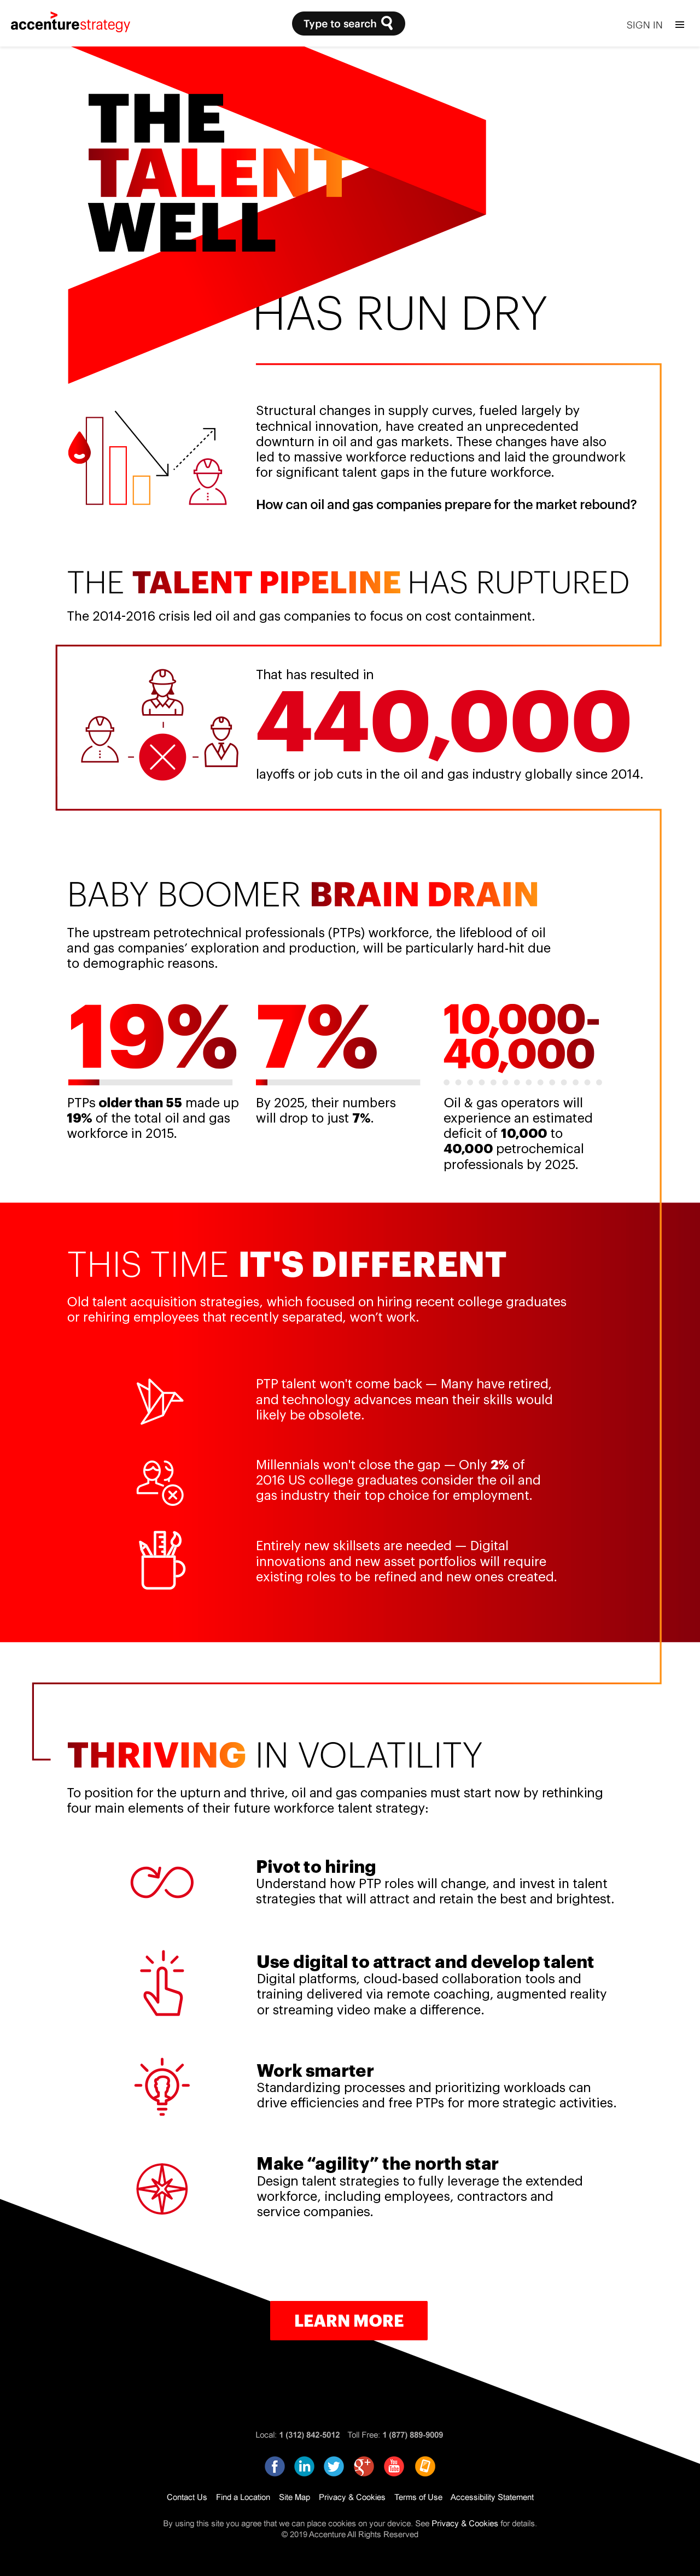 accenturestrategy
Type to search
SIGN IN
THE
TALENT
WELL
HAS RUN DRY
Structural changes in supply curves, fueled largely by
technical innovation, have created an unprecedented
downturn in oil and gas markets. These changes have also
led to massive workforce reductions and laid the groundwork
for significant talent gaps in the future workforce.
How can oil and gas companies prepare for the market rebound?
THE TALENT PIPELINE HAS RUPTURED
The 2014-2016 crisis led oil and gas companies to focus on cost containment.
That has resulted in
440,000
layoffs or job cuts in the oil and gas industry globally since 2014.
BABY BOOMER BRAIN DRAIN
The upstream petrotechnical professionals (PTPs) workforce, the lifeblood of oil
and gas companies’ exploration and production, will be particularly hard-hit due
to demographic reasons.
19%
PTPs older than 55 made up
19% of the total oil and gas
workforce in 2015.
7%
By 2025, their numbers
will drop to just 7%.
10,000-
40,000
Oil & gas operators will
experience an estimated
deficit of 10,000 to
40,000 petrochemical
professionals by 2025.
THIS TIME IT'S DIFFERENT
Old talent acquisition strategies, which focused on hiring recent college graduates
or rehiring employees that recently separated, won’t work.
PTP talent won't come back — Many have retired,
and technology advances mean their skills would
likely be obsolete.
Millennials won't close the gap — Only 2% of
2016 US college graduates consider the oil and
gas industry their top choice for employment.
Entirely new skillsets are needed — Digital
innovations and new asset portfolios will require
existing roles to be refined and new ones created.
THRIVING IN VOLATILITY
To position for the upturn and thrive, oil and gas companies must start now by rethinking
four main elements of their future workforce talent strategy:
Pivot to hiring
Understand how PTP roles will change, and invest in talent
strategies that will attract and retain the best and brightest.
Use digital to attract and develop talent
Digital platforms, cloud-based collaboration tools and
training delivered via remote coaching, augmented reality
or streaming video make a difference.
Work smarter
Standardizing processes and prioritizing workloads can
drive efficiencies and free PTPs for more strategic activities.
Make “agility” the north star
Design talent strategies to fully leverage the extended
workforce, including employees, contractors and
service companies.
LEARN MORE
Local: 1 (312) 842-5012 Toll Free: 1 (877) 889-9009
f in g+ You Tube
Contact Us Find a Location Site Map Privacy & Cookies Terms of Use Accessibility Statement
By using this site you agree that we can place cookies on your device. See Privacy & Cookies for details.
© 2019 Accenture All Rights Reserved